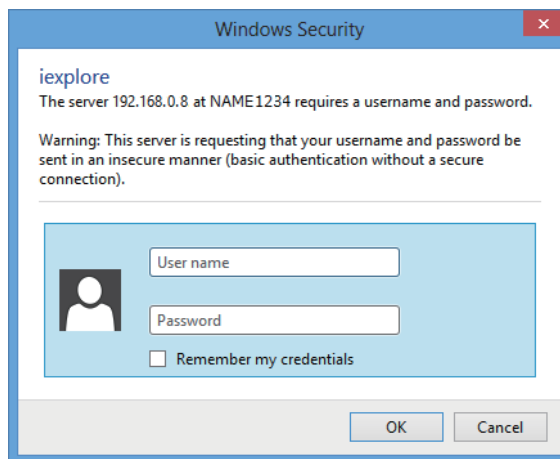 Windows Security
iexplore
The server 192.168.0.8 at NAME1234 requires a username and password.
Warning: This server is requesting that your username and password be
sent in an insecure manner (basic authentication without a secure
connection).
User name
Password
Remember my credentials
OK
Cancel